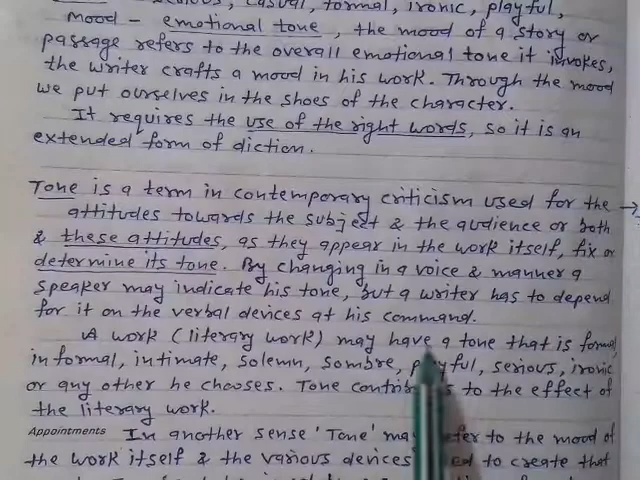 casual, formal, ironic, playful,
Mood - emotional tone, the mood of a story or
passage refers to the overall emotional tone it invokes,
the writer crafts a mood in his work. Through the mood
we put ourselves in the shoes of the character.
It requires the use of the right words, so it is an
extended form of diction.
Tone is a term in contemporary criticism used for the →
attitudes towards the subject & the audience or both
& these attitudes, as they appear in the work itself, fix or
determine its tone. By changing in a voice & manner a
speaker may indicate his tone, but a writer has to depend
for it on the verbal devices at his command.
A work (literary work) may have a tone that is formal,
in formal, intimate, solemn, sombre, playful, serious, ironic
or any other he chooses. Tone contributes to the effect of
the literary work.
Appointments In another sense 'Tone' may refer to the mood of
the work itself & the various devices used to create that